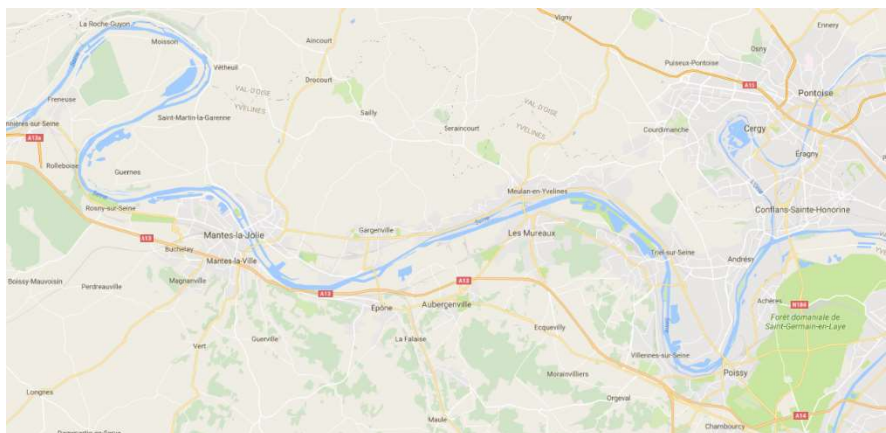 La Roche-Guyon
Moisson
Aincourt
Vigny
Ennery
Osny
Vétheuil
Puiseux-Pontoise
Drocourt
VAL-D'OISE
YVELINES
A15
Pontoise
Freneuse
Saint-Martin-la-Garenne
Sailly
VAL-D'OISE
YVELINES
Seraincourt
Courdimanche
Cergy
A13
Éragny
Rolleboise
Guernes
Meulan-en-Yvelines
Rosny-sur-Seine
Conflans-Sainte-Honorine
Mantes-la-Jolie
Gargenville
Les Mureaux
A13
Buchelay
Triel-sur-Seine
Andrésy
Mantes-la-Ville
Boissy-Mauvoisin
Perdreauville
Magnanville
A13
A13
Achères
N184
Épône
Aubergenville
Forêt domaniale de
Saint-Germain-en-Laye
Ecquevilly
Vert
Guerville
La Falaise
Villennes-sur-Seine
Poissy
Morainvilliers
Longnes
Orgeval
Maule
A14
Chambourcy